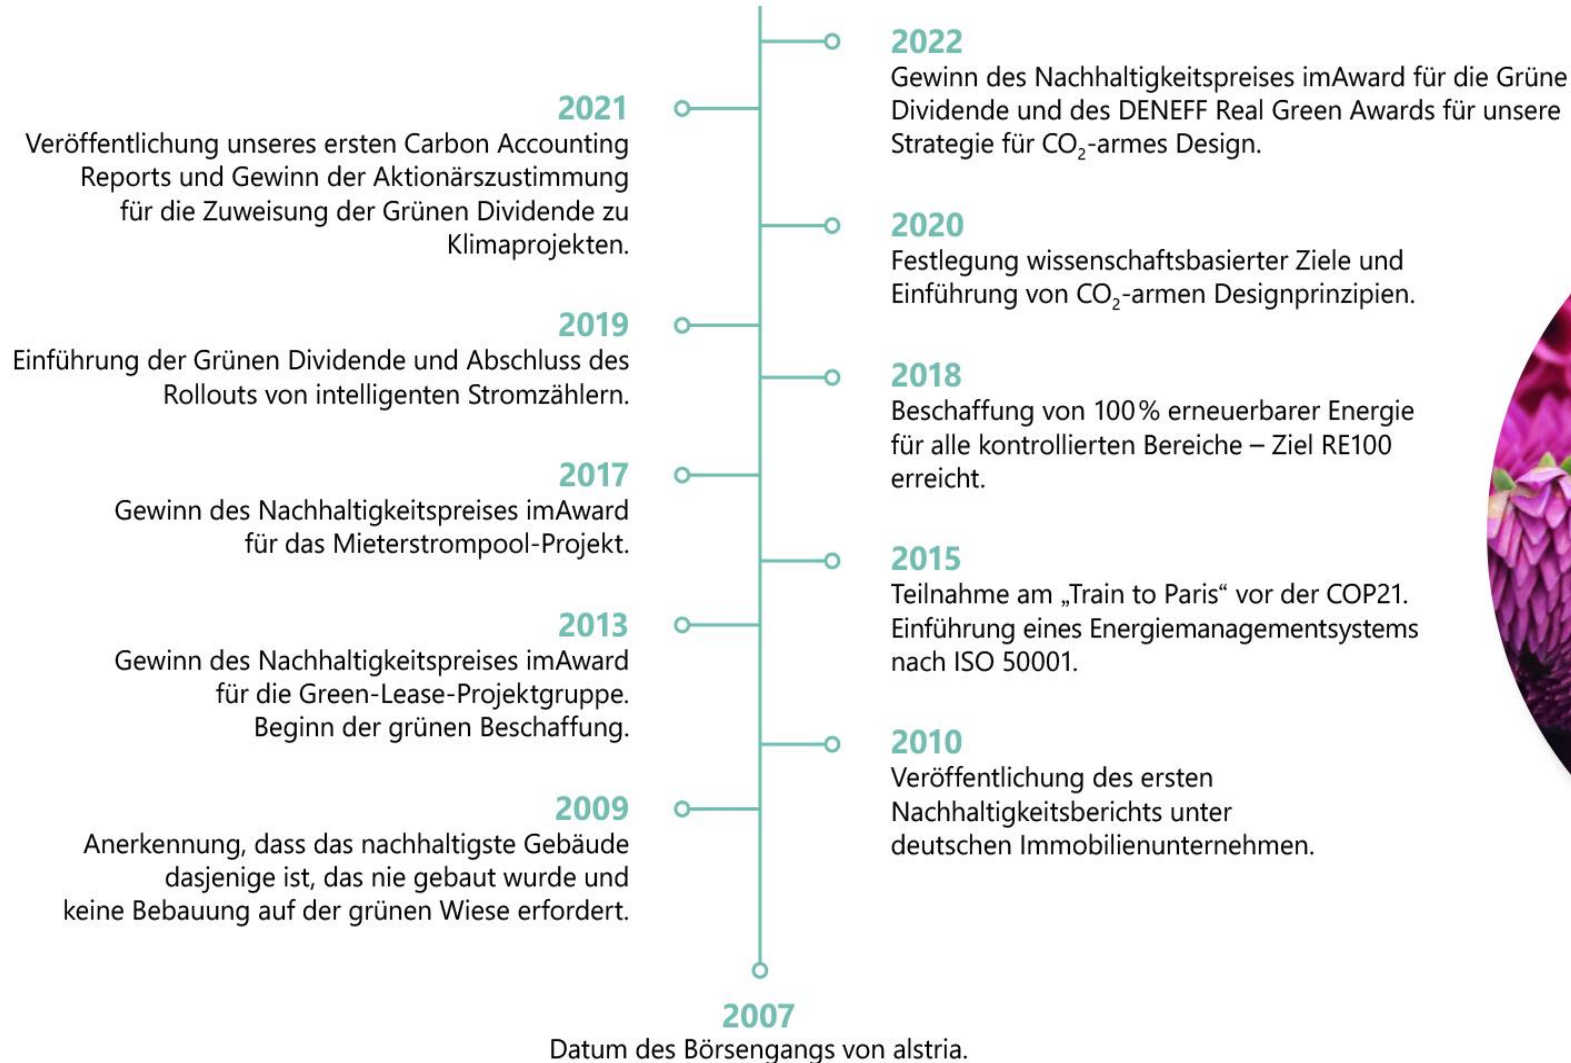 2022
Gewinn des Nachhaltigkeitspreises imAward für die Grüne
Dividende und des DENEFF Real Green Awards für unsere
Strategie für CO₂-armes Design.
2021
Veröffentlichung unseres ersten Carbon Accounting
Reports und Gewinn der Aktionärszustimmung
für die Zuweisung der Grünen Dividende zu
Klimaprojekten.
2020
Festlegung wissenschaftsbasierter Ziele und
Einführung von CO₂-armen Designprinzipien.
2019
Einführung der Grünen Dividende und Abschluss des
Rollouts von intelligenten Stromzählern.
2018
Beschaffung von 100% erneuerbarer Energie
für alle kontrollierten Bereiche – Ziel RE100
erreicht.
2017
Gewinn des Nachhaltigkeitspreises imAward
für das Mieterstrompool-Projekt.
2015
Teilnahme am „Train to Paris“ vor der COP21.
Einführung eines Energiemanagementsystems
nach ISO 50001.
2013
Gewinn des Nachhaltigkeitspreises imAward
für die Green-Lease-Projektgruppe.
Beginn der grünen Beschaffung.
2010
Veröffentlichung des ersten
Nachhaltigkeitsberichts unter
deutschen Immobilienunternehmen.
2009
Anerkennung, dass das nachhaltigste Gebäude
dasjenige ist, das nie gebaut wurde und
keine Bebauung auf der grünen Wiese erfordert.
2007
Datum des Börsengangs von alstria.